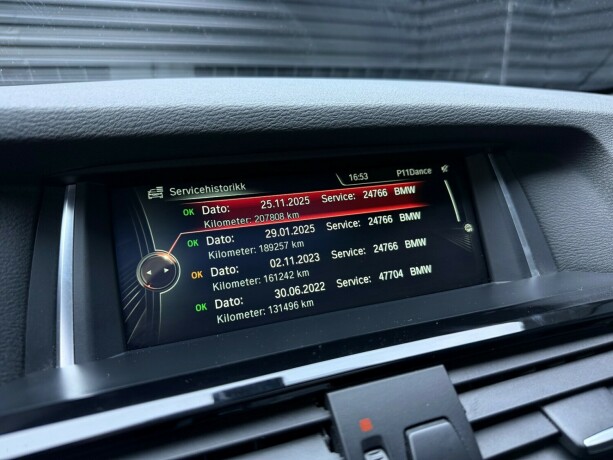 Servicehistorikk 16:53 P11Dance
OK Dato: 25.11.2025 Service: 24766 BMW
Kilometer: 207808 km
OK Dato: 29.01.2025 Service: 24766 BMW
Kilometer: 189257 km
OK Dato: 02.11.2023 Service: 24766 BMW
Kilometer: 161242 km
OK Dato: 30.06.2022 Service: 47704 BMW
Kilometer: 131496 km